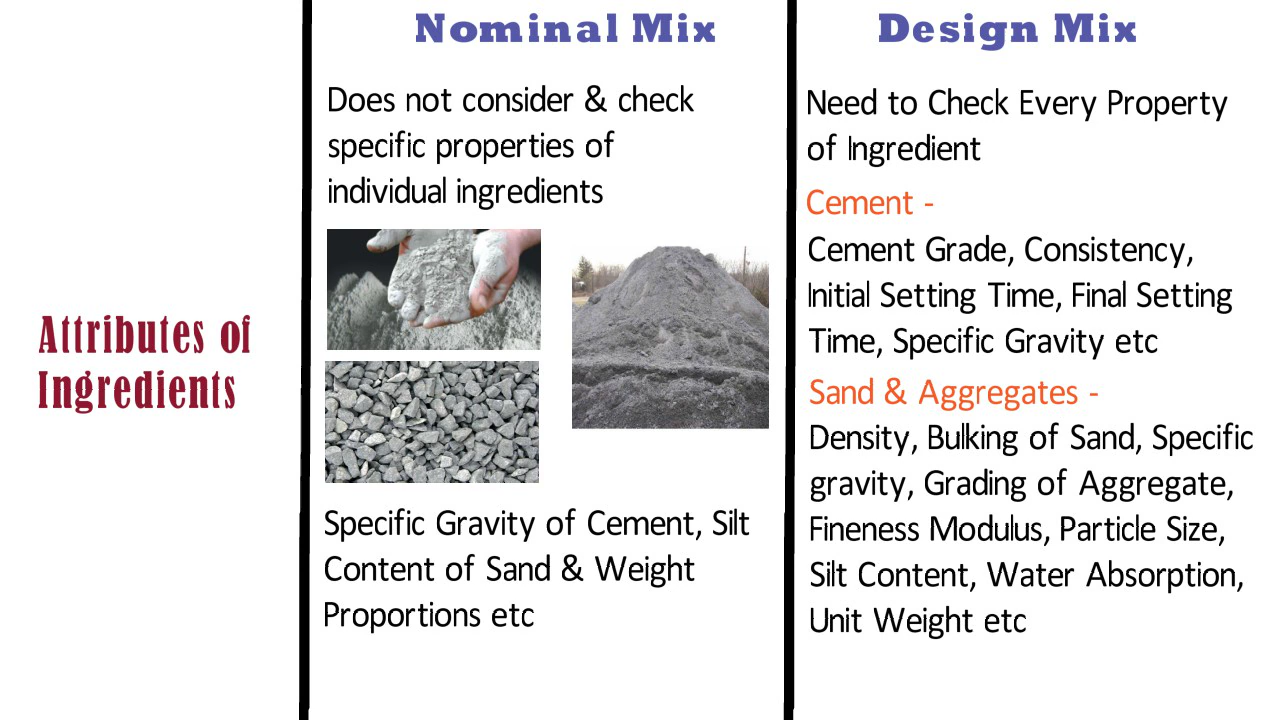 Nominal Mix
Design Mix
Attributes of
Ingredients
Does not consider & check
specific properties of
individual ingredients
Specific Gravity of Cement, Silt
Content of Sand & Weight
Proportions etc
Need to Check Every Property
of Ingredient
Cement -
Cement Grade, Consistency,
Initial Setting Time, Final Setting
Time, Specific Gravity etc
Sand & Aggregates -
Density, Bulking of Sand, Specific
gravity, Grading of Aggregate,
Fineness Modulus, Particle Size,
Silt Content, Water Absorption,
Unit Weight etc